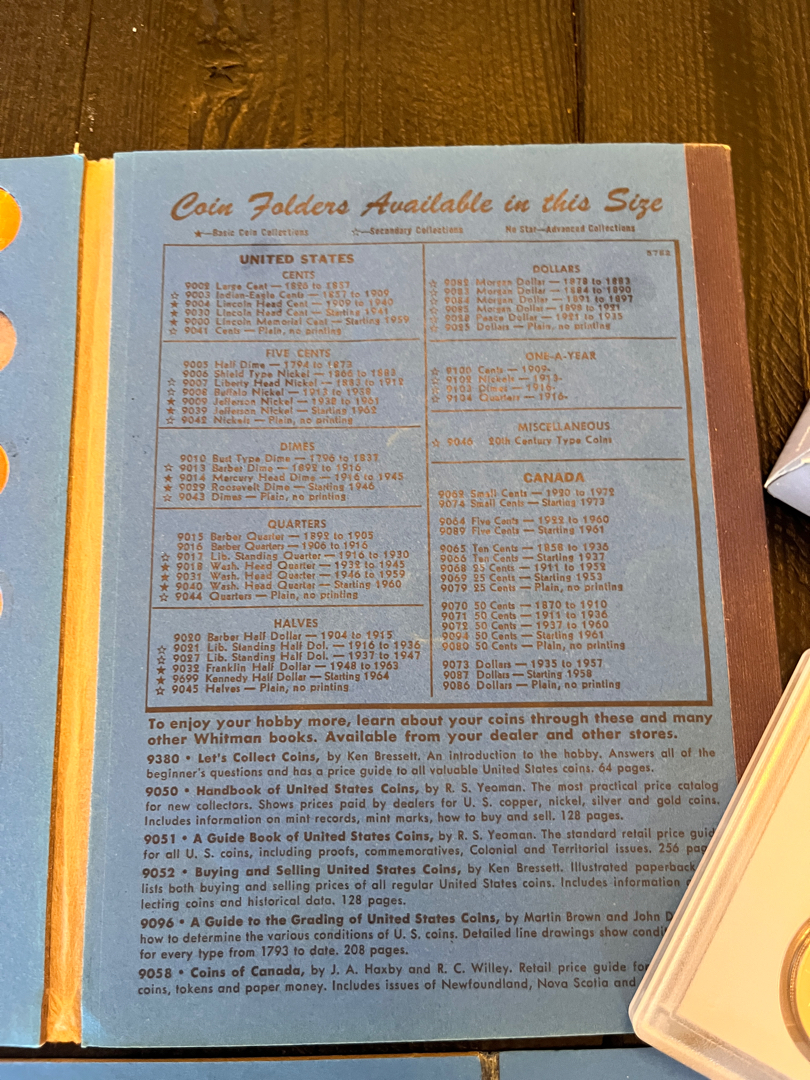 Coin Folders Available in this Size
★—Basic Coin Collections ☆—Secondary Collections No Star—Advanced Collections
UNITED STATES
CENTS
9002 Large Cent — 1826 to 1857
☆ 9003 Indian-Eagle Cents — 1857 to 1909
★ 9004 Lincoln Head Cent — 1909 to 1940
★ 9030 Lincoln Head Cent — Starting 1941
★ 9000 Lincoln Memorial Cent — Starting 1959
☆ 9041 Cents — Plain, no printing
FIVE CENTS
9005 Half Dime — 1794 to 1873
9006 Shield Type Nickel — 1866 to 1883
☆ 9007 Liberty Head Nickel — 1883 to 1912
☆ 9008 Buffalo Nickel — 1913 to 1938
★ 9009 Jefferson Nickel — 1938 to 1961
★ 9039 Jefferson Nickel — Starting 1962
☆ 9042 Nickels — Plain, no printing
DIMES
9010 Bust Type Dime — 1796 to 1837
☆ 9013 Barber Dime — 1892 to 1916
★ 9014 Mercury Head Dime — 1916 to 1945
★ 9029 Roosevelt Dime — Starting 1946
☆ 9043 Dimes — Plain, no printing
QUARTERS
9015 Barber Quarter — 1892 to 1905
9016 Barber Quarters — 1906 to 1916
☆ 9017 Lib. Standing Quarter — 1916 to 1930
★ 9018 Wash. Head Quarter — 1932 to 1945
★ 9031 Wash. Head Quarter — 1946 to 1959
★ 9040 Wash. Head Quarter — Starting 1960
☆ 9044 Quarters — Plain, no printing
HALVES
9020 Barber Half Dollar — 1904 to 1915
☆ 9021 Lib. Standing Half Dol. — 1916 to 1936
☆ 9027 Lib. Standing Half Dol. — 1937 to 1947
★ 9032 Franklin Half Dollar — 1948 to 1963
★ 9699 Kennedy Half Dollar — Starting 1964
☆ 9045 Halves — Plain, no printing
DOLLARS
☆ 9082 Morgan Dollar — 1878 to 1883
☆ 9083 Morgan Dollar — 1884 to 1890
☆ 9084 Morgan Dollar — 1891 to 1897
☆ 9085 Morgan Dollar — 1898 to 1921
☆ Peace Dollar — 1921 to 1935
☆ Dollars — Plain, no printing
ONE-A-YEAR
☆ 9100 Cents — 1909-
☆ 9102 Nickels — 1913-
☆ 9103 Dimes — 1916-
☆ 9104 Quarters — 1916-
MISCELLANEOUS
☆ 9046 20th Century Type Coins
CANADA
Small Cents — 1920 to 1972
9074 Small Cents — Starting 1973
9064 Five Cents — 1922 to 1960
9089 Five Cents — Starting 1961
9065 Ten Cents — 1858 to 1936
9066 Ten Cents — Starting 1937
9068 25 Cents — 1911 to 1952
9069 25 Cents — Starting 1953
9079 25 Cents — Plain, no printing
9070 50 Cents — 1870 to 1910
9071 50 Cents — 1911 to 1936
9072 50 Cents — 1937 to 1960
9094 50 Cents — Starting 1961
9080 50 Cents — Plain, no printing
9073 Dollars — 1935 to 1957
9087 Dollars — Starting 1958
9086 Dollars — Plain, no printing
To enjoy your hobby more, learn about your coins through these and many
other Whitman books. Available from your dealer and other stores.
9380 • Let's Collect Coins, by Ken Bressett. An introduction to the hobby. Answers all of the
beginner's questions and has a price guide to all valuable United States coins. 64 pages.
9050 • Handbook of United States Coins, by R. S. Yeoman. The most practical price catalog
for new collectors. Shows prices paid by dealers for U. S. copper, nickel, silver and gold coins.
Includes information on mint records, mint marks, how to buy and sell. 128 pages.
9051 • A Guide Book of United States Coins, by R. S. Yeoman. The standard retail price guid
for all U. S. coins, including proofs, commemoratives, Colonial and Territorial issues. 256 pag
9052 • Buying and Selling United States Coins, by Ken Bressett. Illustrated paperback
lists both buying and selling prices of all regular United States coins. Includes information
lecting coins and historical data. 128 pages.
9096 • A Guide to the Grading of United States Coins, by Martin Brown and John D
how to determine the various conditions of U. S. coins. Detailed line drawings show condi
for every type from 1793 to date. 208 pages.
9058 • Coins of Canada, by J. A. Haxby and R. C. Willey. Retail price guide for
coins, tokens and paper money. Includes issues of Newfoundland, Nova Scotia and